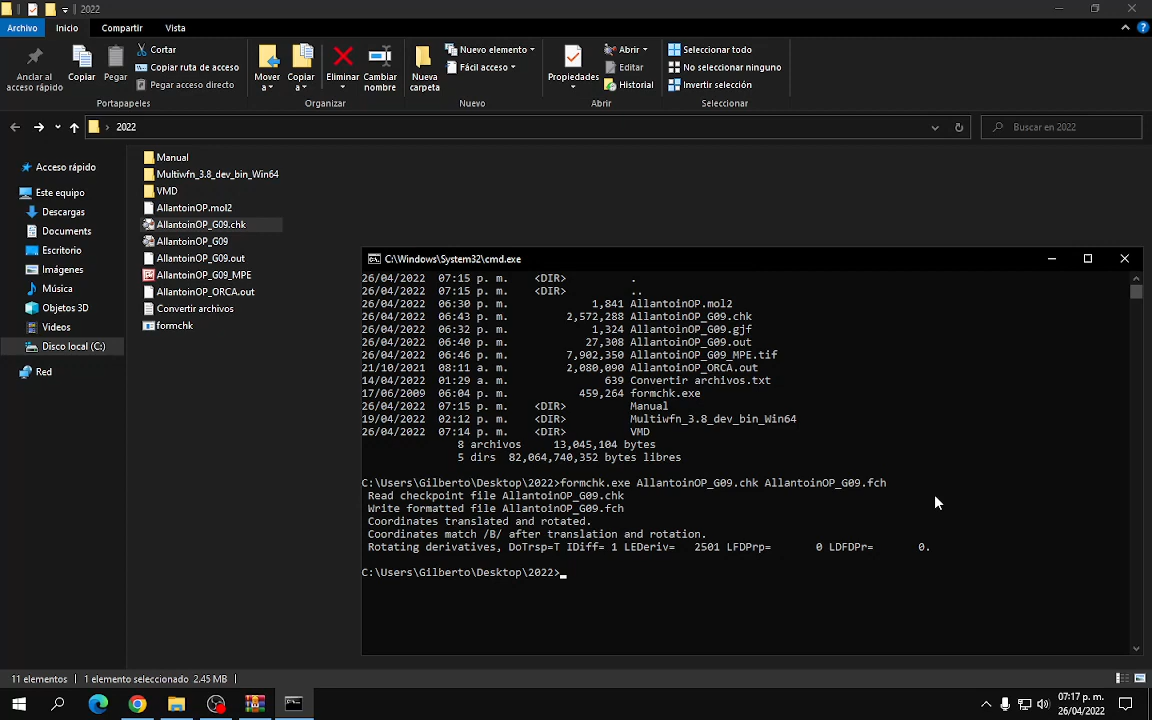 2022
Archivo Inicio Compartir Vista
Anclar al acceso rápido
Copiar
Pegar
Cortar
Copiar ruta de acceso
Pegar acceso directo
Portapapeles
Mover a
Copiar a
Eliminar
Cambiar nombre
Organizar
Nueva carpeta
Nuevo elemento
Fácil acceso
Nuevo
Propiedades
Abrir
Editar
Historial
Abrir
Seleccionar todo
No seleccionar ninguno
Invertir selección
Seleccionar
2022
Buscar en 2022
Acceso rápido
Este equipo
Descargas
Documents
Escritorio
Imágenes
Música
Objetos 3D
Videos
Disco local (C:)
Red
Manual
Multiwfn_3.8_dev_bin_Win64
VMD
AllantoinOP.mol2
AllantoinOP_G09.chk
AllantoinOP_G09
AllantoinOP_G09.out
AllantoinOP_G09_MPE
AllantoinOP_ORCA.out
Convertir archivos
formchk
C:\Windows\System32\cmd.exe
26/04/2022 07:15 p. m. <DIR> .
26/04/2022 07:15 p. m. <DIR> ..
26/04/2022 06:30 p. m. 1,841 AllantoinOP.mol2
26/04/2022 06:43 p. m. 2,572,288 AllantoinOP_G09.chk
26/04/2022 06:32 p. m. 1,324 AllantoinOP_G09.gjf
26/04/2022 06:40 p. m. 27,308 AllantoinOP_G09.out
26/04/2022 06:46 p. m. 7,902,350 AllantoinOP_G09_MPE.tif
21/10/2021 08:11 a. m. 2,080,090 AllantoinOP_ORCA.out
14/04/2022 01:29 a. m. 639 Convertir archivos.txt
17/06/2009 06:04 p. m. 459,264 formchk.exe
26/04/2022 07:15 p. m. <DIR> Manual
19/04/2022 02:12 p. m. <DIR> Multiwfn_3.8_dev_bin_Win64
26/04/2022 07:14 p. m. <DIR> VMD
8 archivos 13,045,104 bytes
5 dirs 82,064,740,352 bytes libres
C:\Users\Gilberto\Desktop\2022>formchk.exe AllantoinOP_G09.chk AllantoinOP_G09.fch
Read checkpoint file AllantoinOP_G09.chk
Write formatted file AllantoinOP_G09.fch
Coordinates translated and rotated.
Coordinates match /B/ after translation and rotation.
Rotating derivatives, DoTrsp=T IDiff= 1 LEDeriv= 2501 LFDPrp= 0 LDFDPr= 0.
C:\Users\Gilberto\Desktop\2022>
11 elementos 1 elemento seleccionado 2.45 MB
07:17 p. m.
26/04/2022